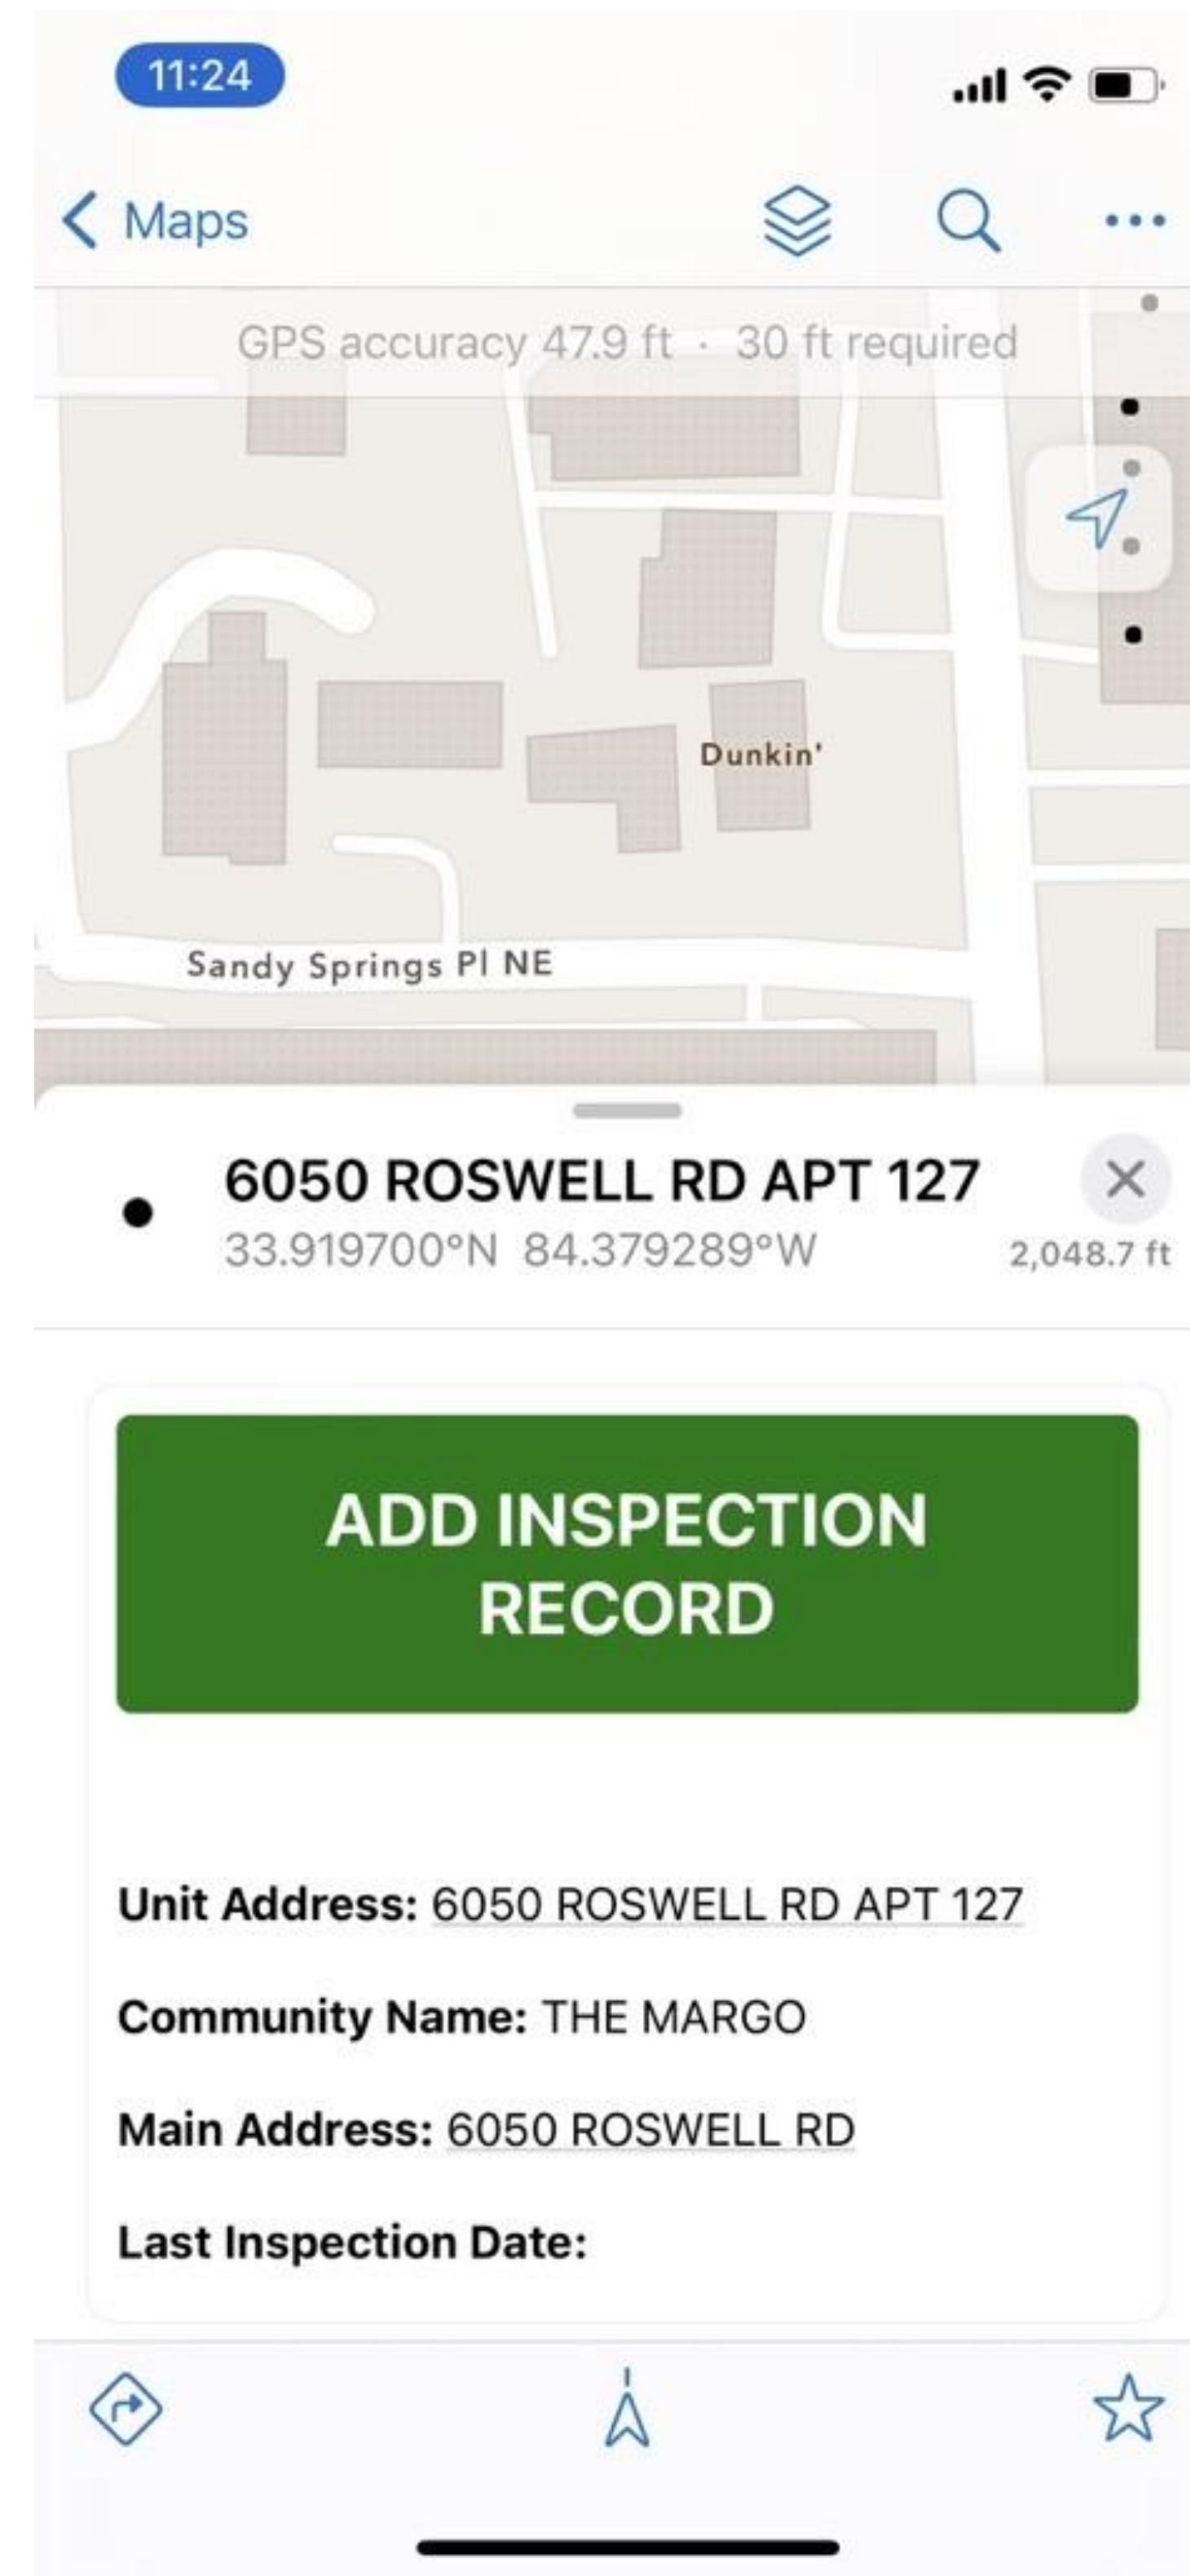 11:24
Maps
GPS accuracy 47.9 ft · 30 ft required
Dunkin'
Sandy Springs Pl NE
6050 ROSWELL RD APT 127
33.919700°N 84.379289°W
2,048.7 ft
ADD INSPECTION
RECORD
Unit Address: 6050 ROSWELL RD APT 127
Community Name: THE MARGO
Main Address: 6050 ROSWELL RD
Last Inspection Date: